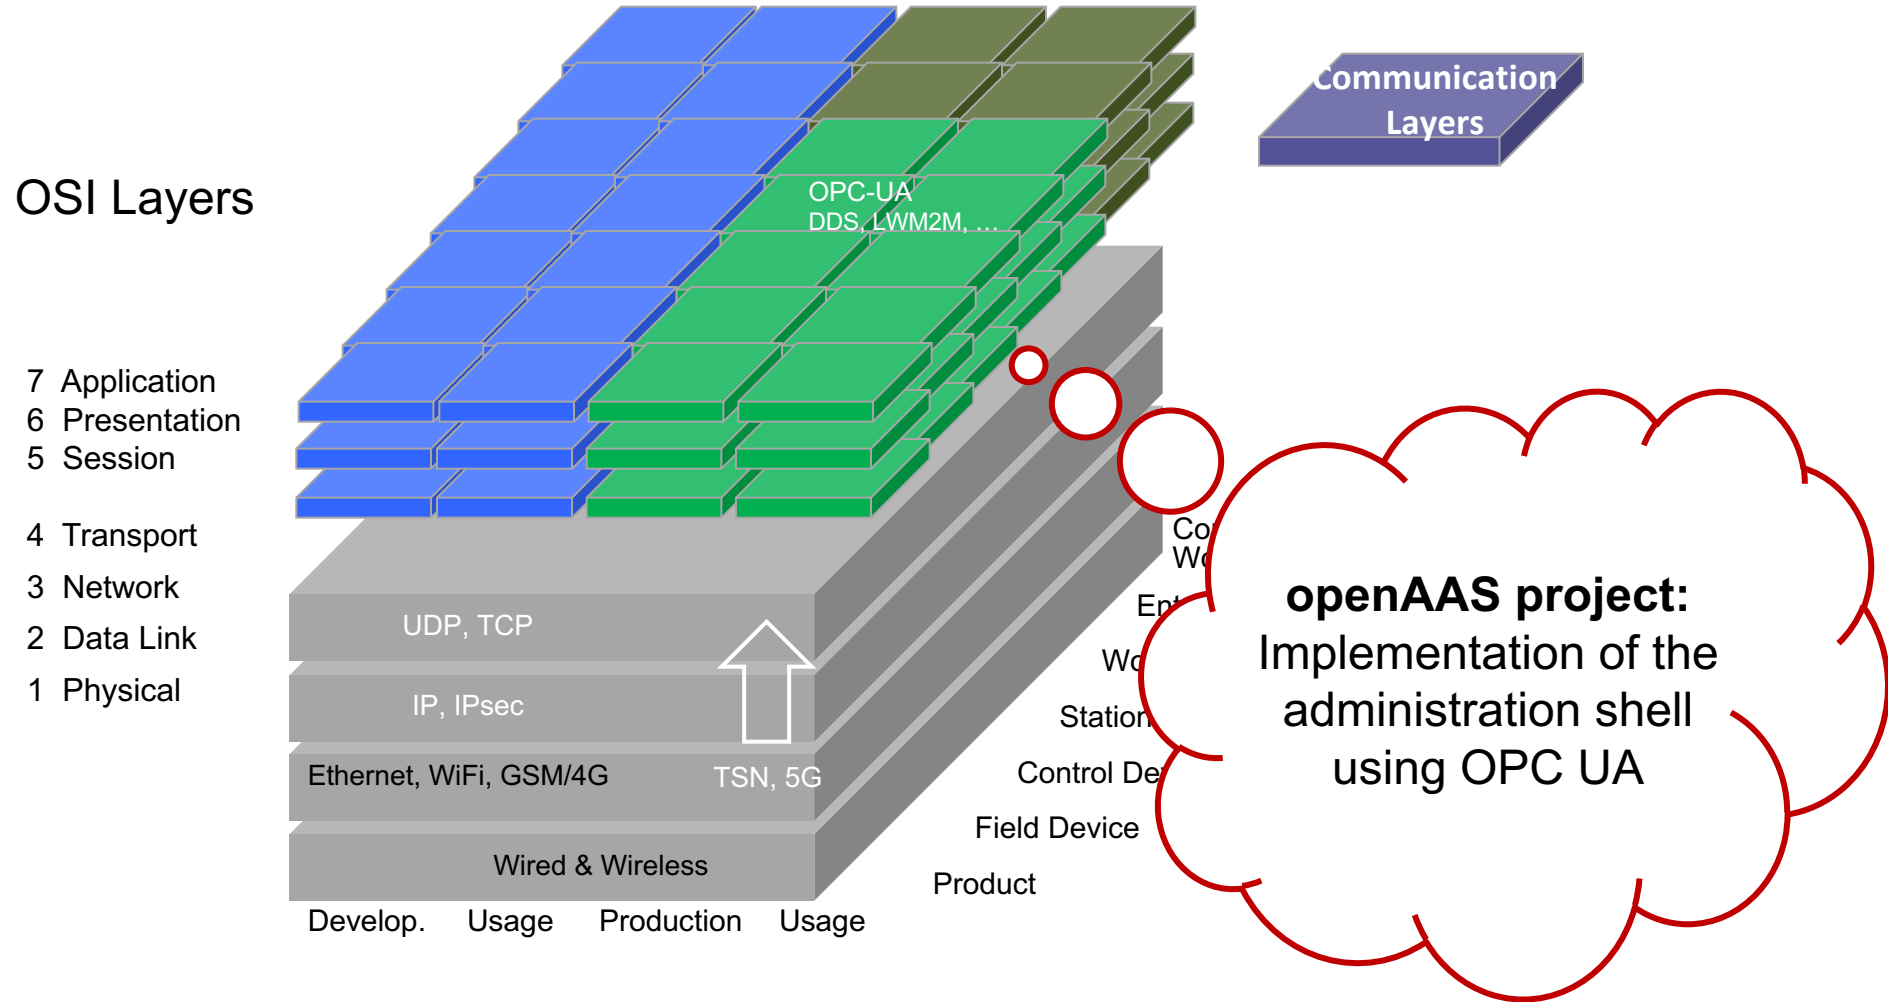 Communication
Layers
OSI Layers
OPC-UA
DDS, LWM2M, …
7 Application
6 Presentation
5 Session
4 Transport
3 Network
2 Data Link
1 Physical
UDP, TCP
IP, IPsec
Ethernet, WiFi, GSM/4G
TSN, 5G
Wired & Wireless
Develop.
Usage
Production
Usage
Station
Control
Field Device
Product
openAAS project:
Implementation of the
administration shell
using OPC UA